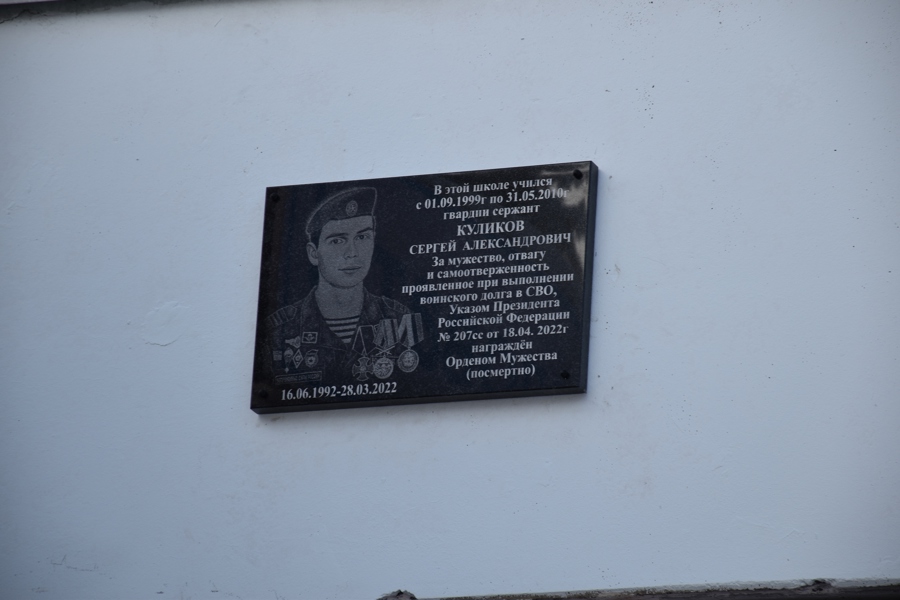 В этой школе учился
с 01.09.1999г по 31.05.2010г
гвардии сержант
КУЛИКОВ
СЕРГЕЙ АЛЕКСАНДРОВИЧ
За мужество, отвагу
и самоотверженность
проявленное при выполнении
воинского долга в СВО,
Указом Президента
Российской Федерации
№ 207сс от 18.04. 2022г
награждён
Орденом Мужества
(посмертно)
16.06.1992-28.03.2022